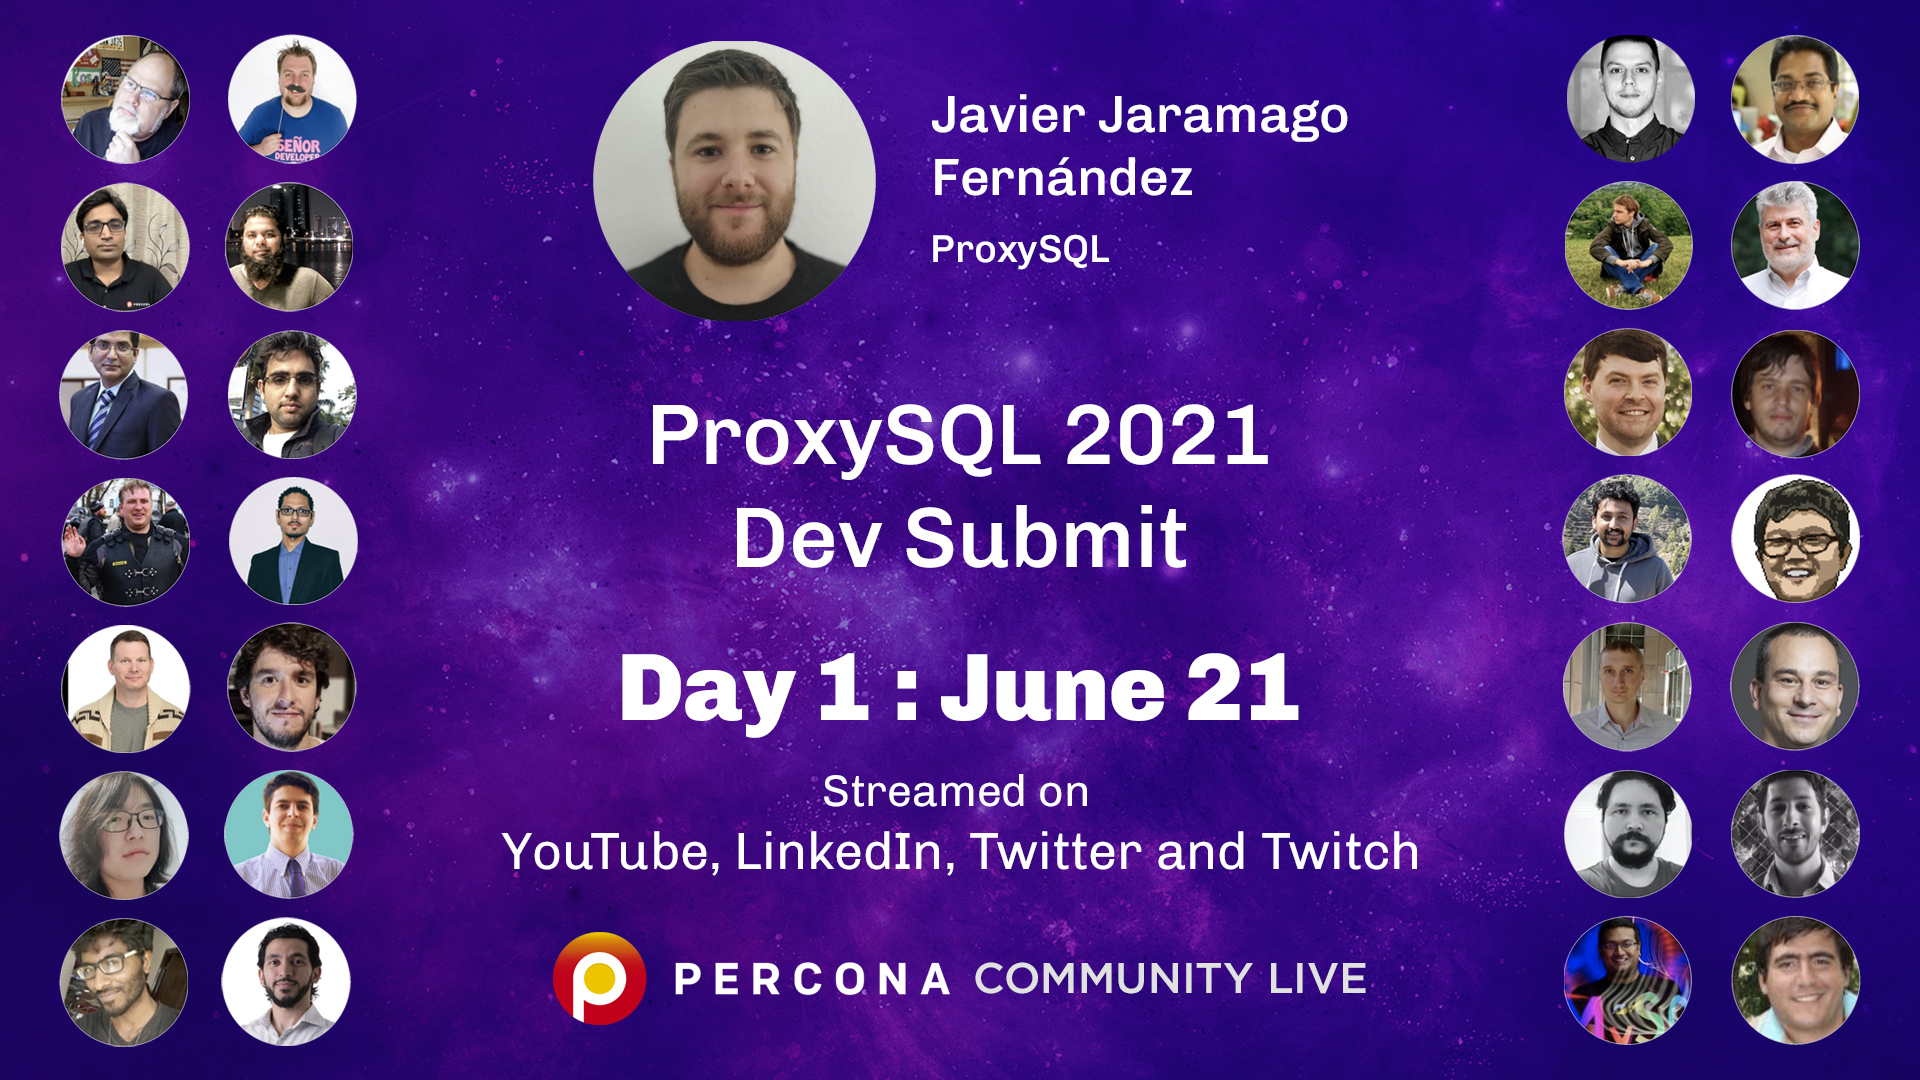 Javier Jaramago
Fernández
ProxySQL
ProxySQL 2021
Dev Submit
Day 1 : June 21
Streamed on
YouTube, LinkedIn, Twitter and Twitch
PERCONA COMMUNITY LIVE
SEÑOR
DEVELOPER
PERCONA